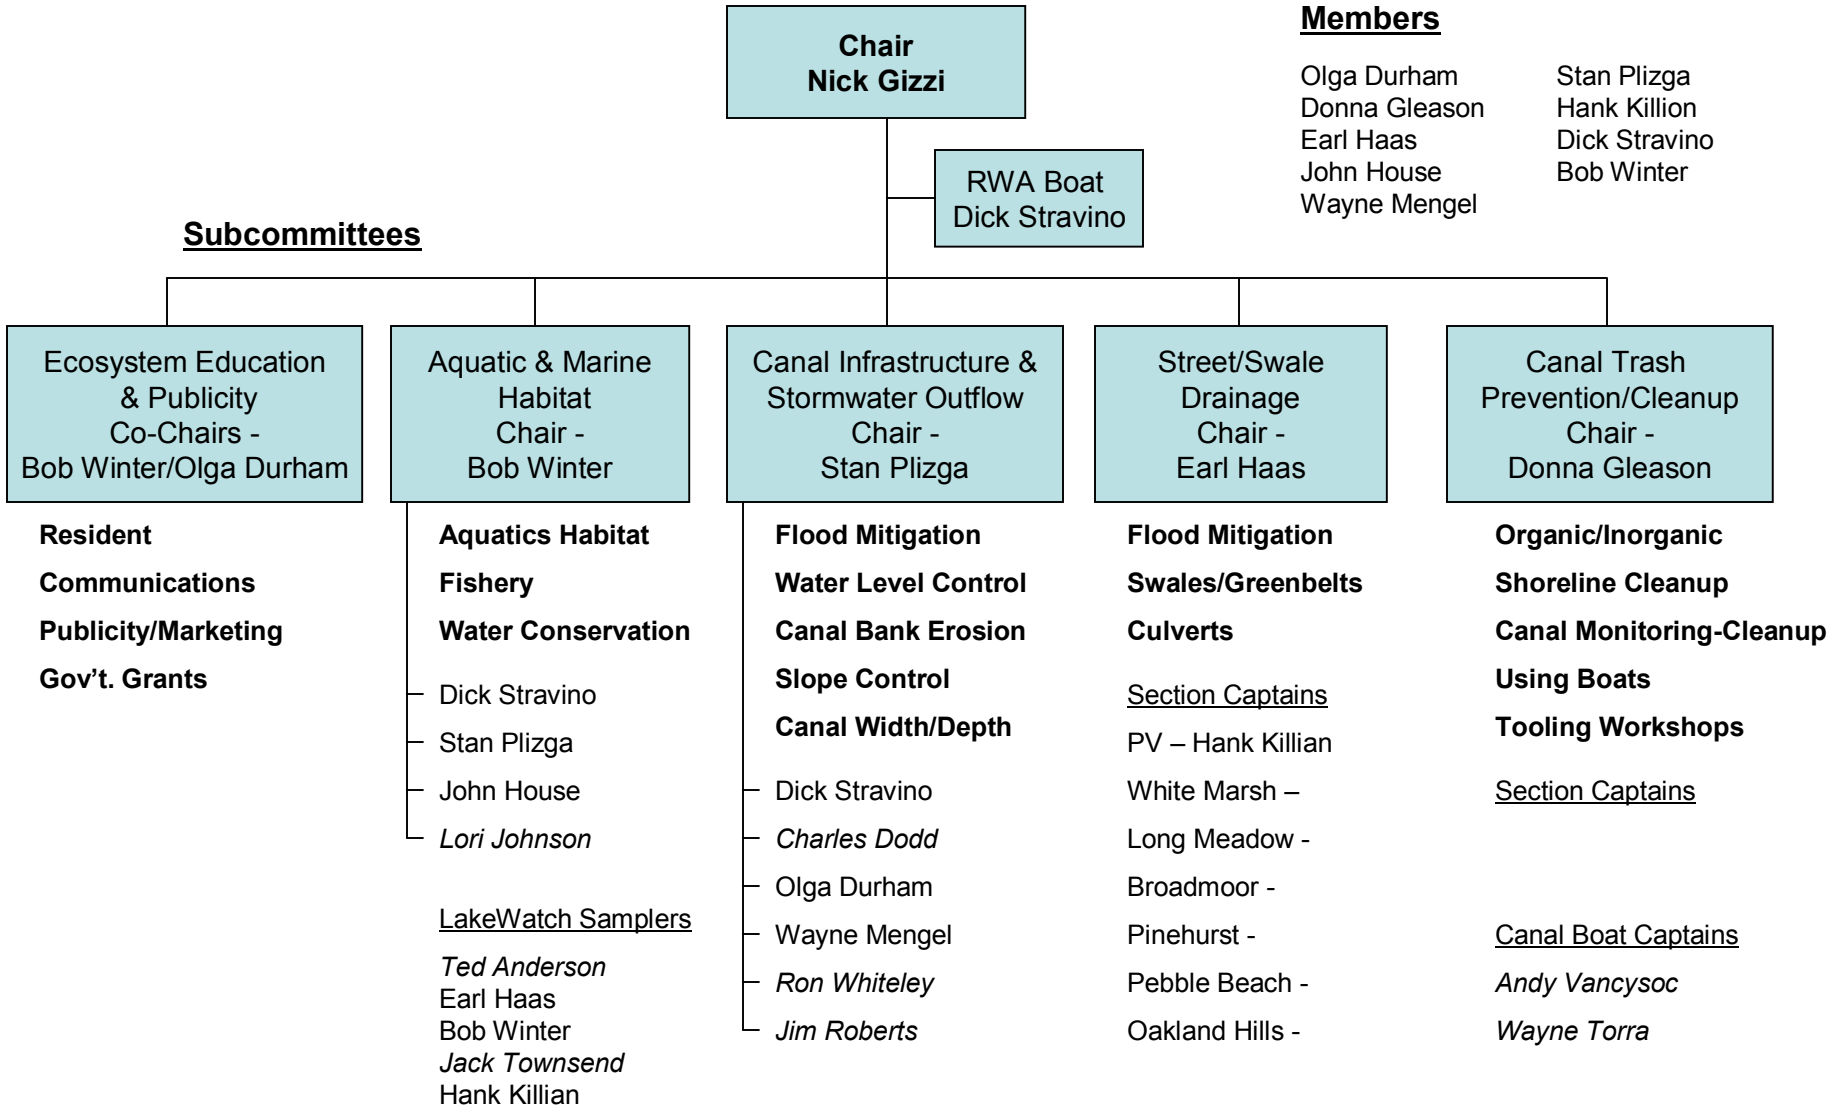 Chair
Nick Gizzi
Members
Olga Durham
Donna Gleason
Earl Haas
John House
Wayne Mengel
Stan Plizga
Hank Killion
Dick Stravino
Bob Winter
RWA Boat
Dick Stravino
Subcommittees
Ecosystem Education
& Publicity
Co-Chairs -
Bob Winter/Olga Durham
Resident
Communications
Publicity/Marketing
Gov’t. Grants
Aquatic & Marine
Habitat
Chair -
Bob Winter
Aquatics Habitat
Fishery
Water Conservation
Dick Stravino
Stan Plizga
John House
Lori Johnson
LakeWatch Samplers
Ted Anderson
Earl Haas
Bob Winter
Jack Townsend
Hank Killian
Canal Infrastructure &
Stormwater Outflow
Chair -
Stan Plizga
Flood Mitigation
Water Level Control
Canal Bank Erosion
Slope Control
Canal Width/Depth
Dick Stravino
Charles Dodd
Olga Durham
Wayne Mengel
Ron Whiteley
Jim Roberts
Street/Swale
Drainage
Chair -
Earl Haas
Flood Mitigation
Swales/Greenbelts
Culverts
Section Captains
PV – Hank Killian
White Marsh –
Long Meadow -
Broadmoor -
Pinehurst -
Pebble Beach -
Oakland Hills -
Canal Trash
Prevention/Cleanup
Chair -
Donna Gleason
Organic/Inorganic
Shoreline Cleanup
Canal Monitoring-Cleanup
Using Boats
Tooling Workshops
Section Captains
Canal Boat Captains
Andy Vancysoc
Wayne Torra